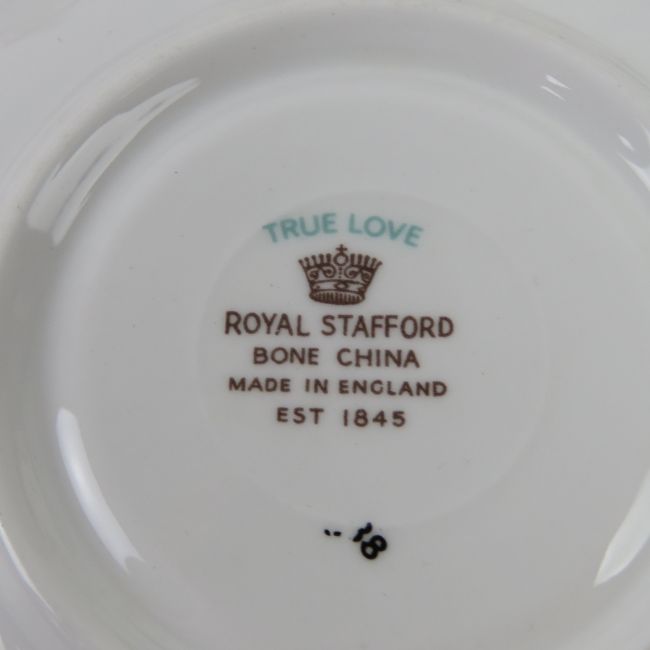 TRUE LOVE
ROYAL STAFFORD
BONE CHINA
MADE IN ENGLAND
EST 1845